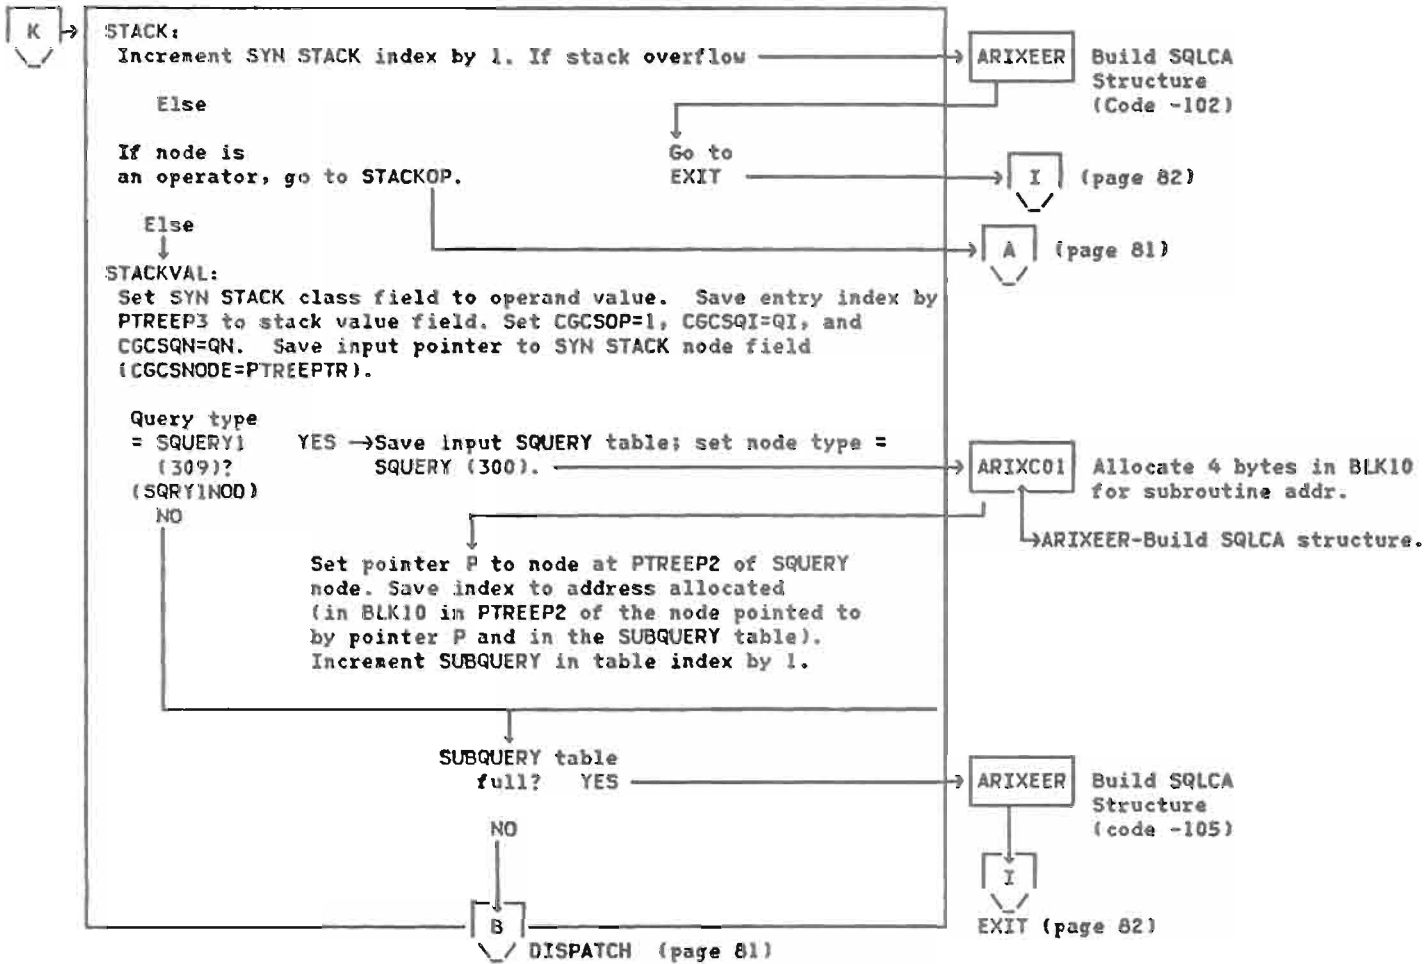 K
STACK:
Increment SYN STACK index by 1. If stack overflow
ARIXEER
Build SQLCA
Structure
(Code -102)
Else
If node is
an operator, go to STACKOP.
Go to
EXIT
I
(page 82)
Else
A
(page 81)
STACKVAL:
Set SYN STACK class field to operand value. Save entry index by
PTREEP3 to stack value field. Set CGCSOP=1, CGCSQI=QI, and
CGCSQN=QN. Save input pointer to SYN STACK node field
(CGCSNODE=PTREEPTR).
Query type
= SQUERY1
(309)?
(SQRY1NOD)
YES
Save input SQUERY table; set node type =
SQUERY (300).
ARIXC01
Allocate 4 bytes in BLK10
for subroutine addr.
NO
ARIXEER-Build SQLCA structure.
Set pointer P to node at PTREEP2 of SQUERY
node. Save index to address allocated
(in BLK10 in PTREEP2 of the node pointed to
by pointer P and in the SUBQUERY table).
Increment SUBQUERY in table index by 1.
SUBQUERY table
full? YES
ARIXEER
Build SQLCA
Structure
(code -105)
NO
I
EXIT (page 82)
B
DISPATCH (page 81)